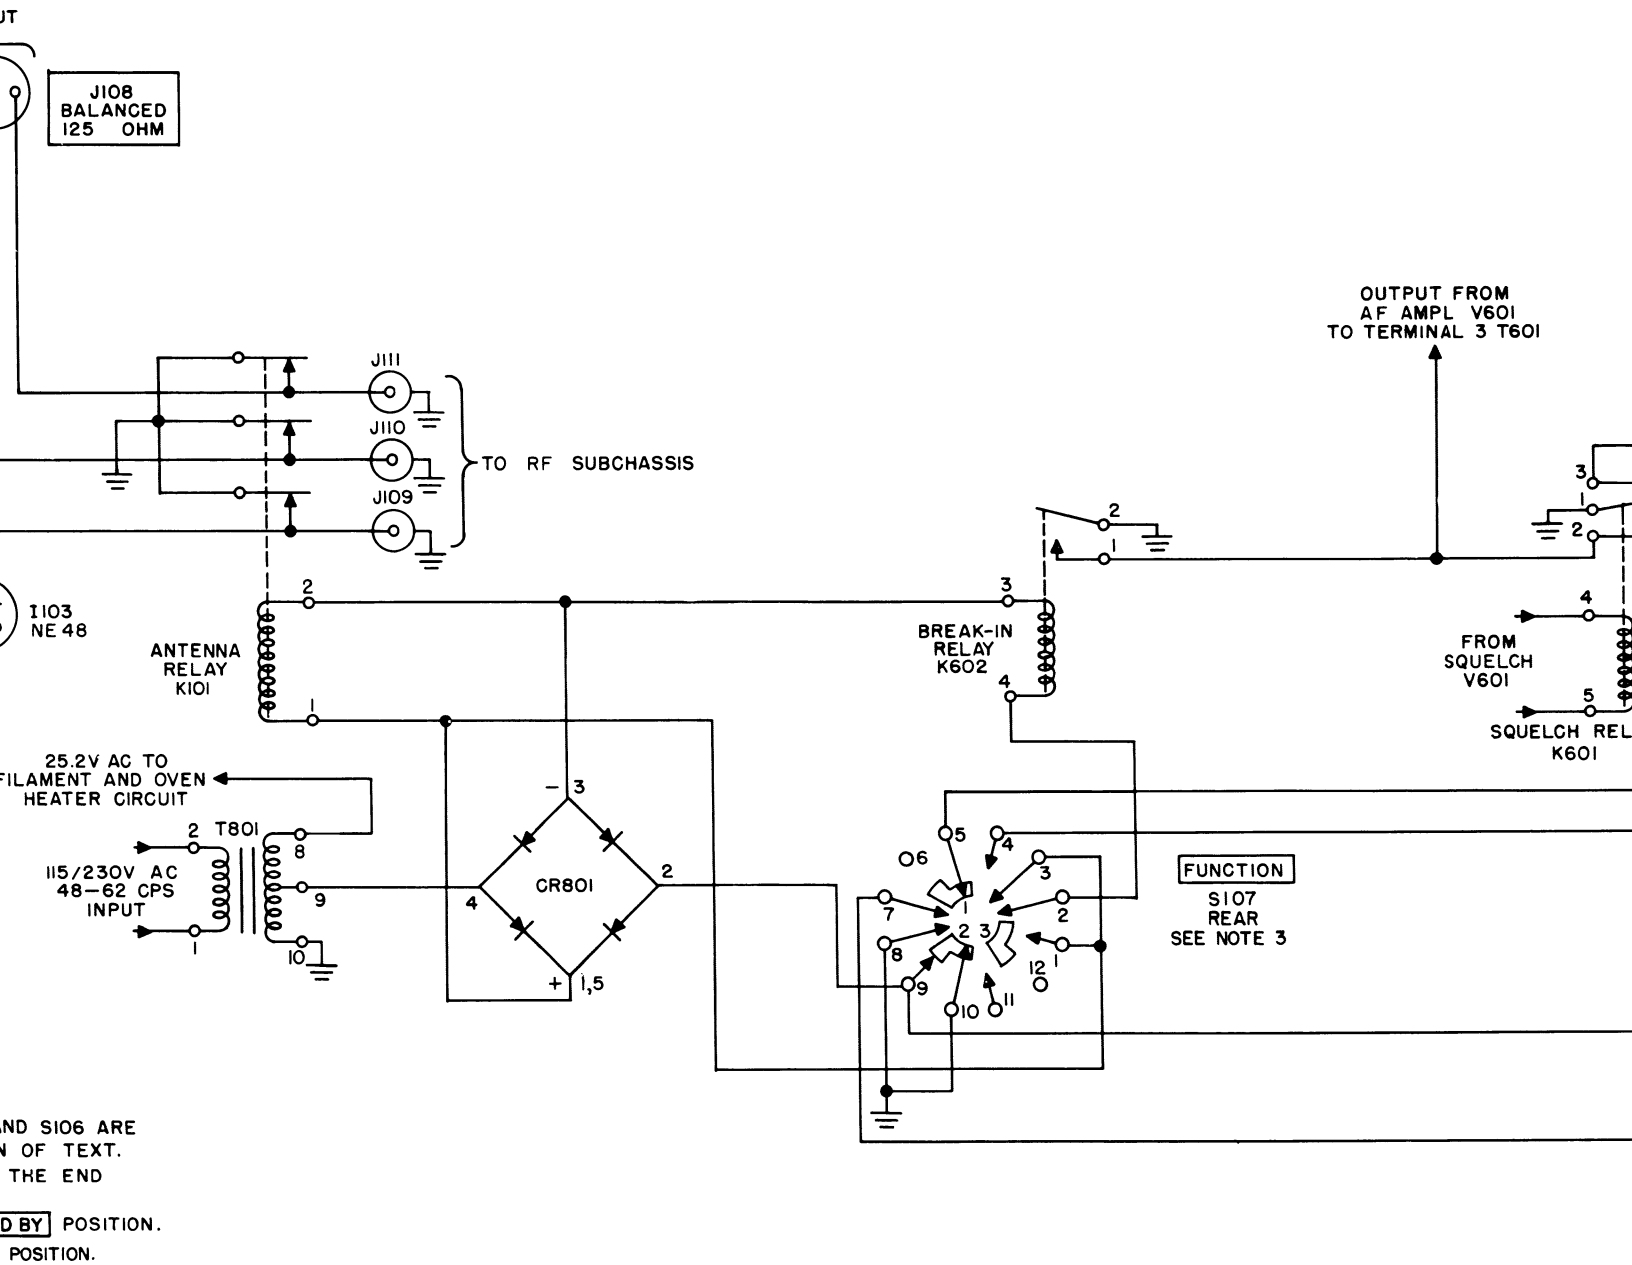 UT
J108
BALANCED
125 OHM
OUTPUT FROM
AF AMPL V601
TO TERMINAL 3 T601
J111
J110
J109
TO RF SUBCHASSIS
3
1
2
2
1
I103
NE 48
2
3
4
ANTENNA
RELAY
K101
BREAK-IN
RELAY
K602
FROM
SQUELCH
V601
1
4
5
SQUELCH REL
K601
25.2V AC TO
FILAMENT AND OVEN
HEATER CIRCUIT
2 T801
8
115/230V AC
48-62 CPS
INPUT
9
1
10
- 3
CR801
4
2
+ 1,5
5
4
6
3
7
1
2
2 3
8
1
9
12
10
11
FUNCTION
S107
REAR
SEE NOTE 3
AND S106 ARE
N OF TEXT.
THE END
D BY POSITION.
POSITION.